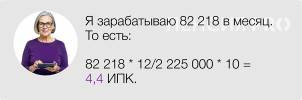 Я зарабатываю 82 218 в месяц.
То есть:
82 218 * 12/2 225 000 * 10 =
4,4 ИПК.